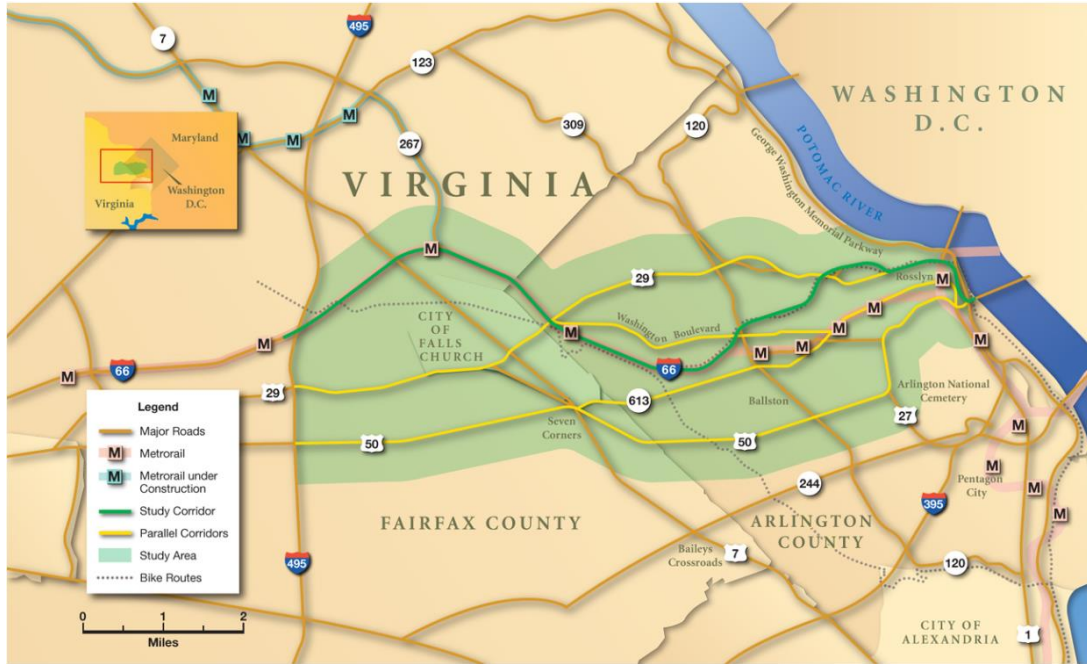 495
7
123
WASHINGTON
D.C.
M
M
M
M
309
120
267
Maryland
Washington
D.C.
Virginia
VIRGINIA
George Washington Memorial Parkway
POTOMAC RIVER
M
29
Rosslyn
M
M
CITY
OF
FALLS
CHURCH
Washington Boulevard
M
M
M
M
M
M
M
66
66
29
613
Ballston
Arlington National
Cemetery
27
Seven
Corners
50
50
Legend
Major Roads
M
Metrorail
M
Metrorail under
Construction
Study Corridor
Parallel Corridors
Study Area
Bike Routes
M
M
Pentagon
City
M
M
244
395
FAIRFAX COUNTY
ARLINGTON
COUNTY
Baileys
Crossroads
7
495
120
0
1
2
Miles
CITY OF
ALEXANDRIA
1